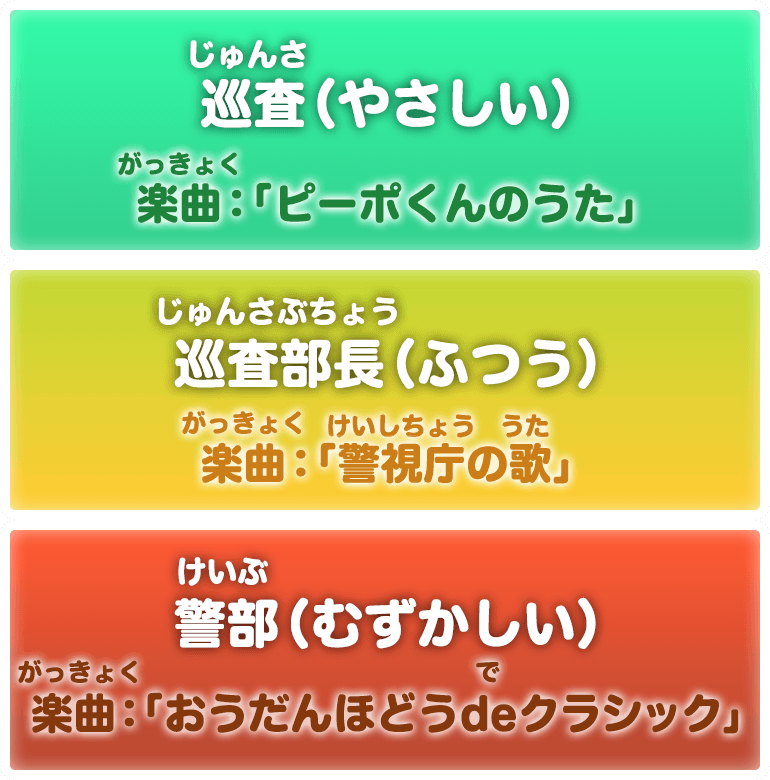 じゅんさ
巡査（やさしい）
がっきょく
楽曲：「ピーポくんのうた」
じゅんさぶちょう
巡査部長（ふつう）
がっきょく けいしちょう うた
楽曲：「警視庁の歌」
けいぶ
警部（むずかしい）
がっきょく で
楽曲：「おうだんほどうdeクラシック」